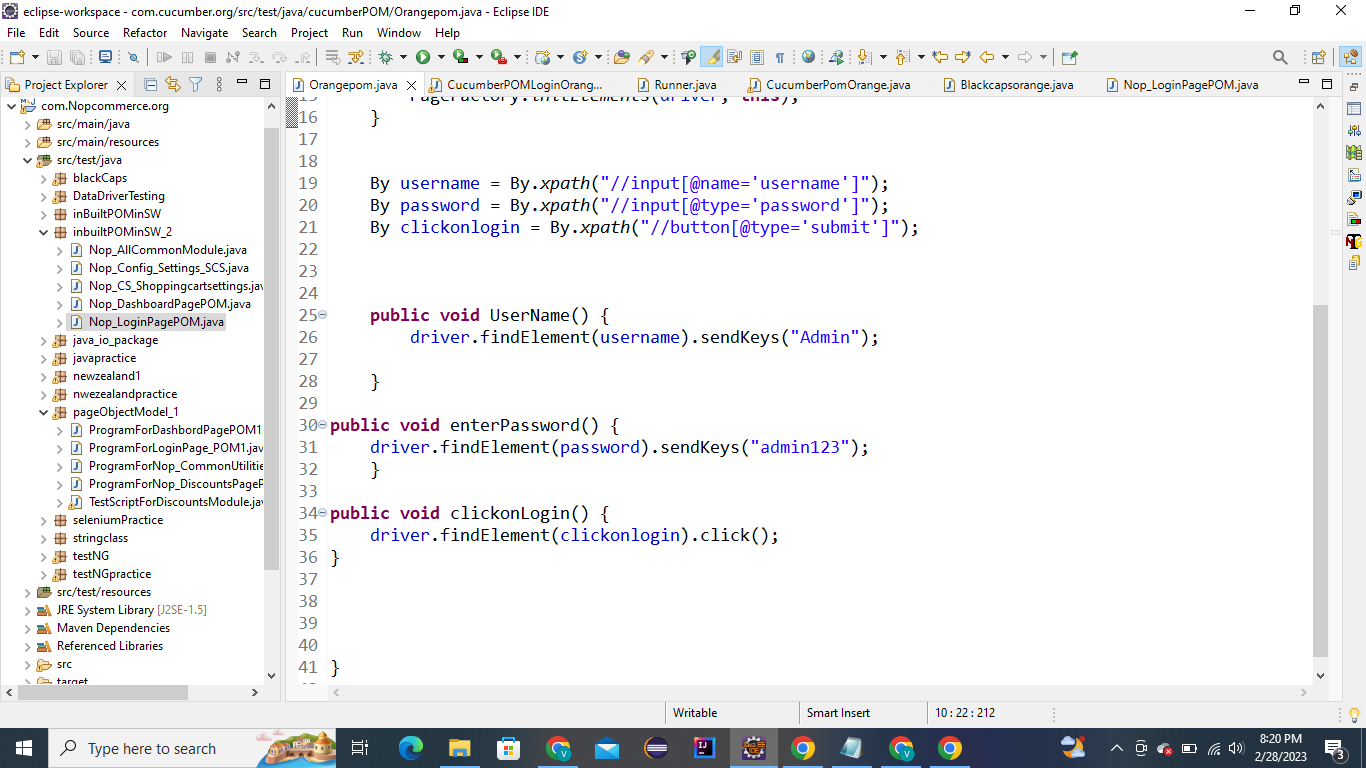 eclipse-workspace - com.cucumber.org/src/test/java/cucumberPOM/Orangepom.java - Eclipse IDE
File Edit Source Refactor Navigate Search Project Run Window Help
Project Explorer
Orangepom.java CucumberPOMLoginOrang... Runner.java CucumberPomOrange.java Blackcapsorange.java Nop_LoginPagePOM.java
com.Nopcommerce.org
src/main/java
src/main/resources
src/test/java
blackCaps
DataDriverTesting
inBuiltPOMinSW
inbuiltPOMinSW_2
Nop_AllCommonModule.java
Nop_Config_Settings_SCS.java
Nop_CS_Shoppingcartsettings.jav
Nop_DashboardPagePOM.java
Nop_LoginPagePOM.java
java_io_package
javapractice
newzealand1
nwezealandpractice
pageObjectModel_1
ProgramForDashbordPagePOM1
ProgramForLoginPage_POM1.jav
ProgramForNop_CommonUtilitie
ProgramForNop_DiscountsPageP
TestScriptForDiscountsModule.jav
seleniumPractice
stringclass
testNG
testNGpractice
src/test/resources
JRE System Library [J2SE-1.5]
Maven Dependencies
Referenced Libraries
src
target
15 PageFactory.initElements(driver, this);
16 }
17
18
19 By username = By.xpath("//input[@name='username']");
20 By password = By.xpath("//input[@type='password']");
21 By clickonlogin = By.xpath("//button[@type='submit']");
22
23
24
25 public void UserName() {
26 driver.findElement(username).sendKeys("Admin");
27
28 }
29
30 public void enterPassword() {
31 driver.findElement(password).sendKeys("admin123");
32 }
33
34 public void clickonLogin() {
35 driver.findElement(clickonlogin).click();
36 }
37
38
39
40
41 }
Writable Smart Insert 10 : 22 : 212
Type here to search
8:20 PM
2/28/2023
3